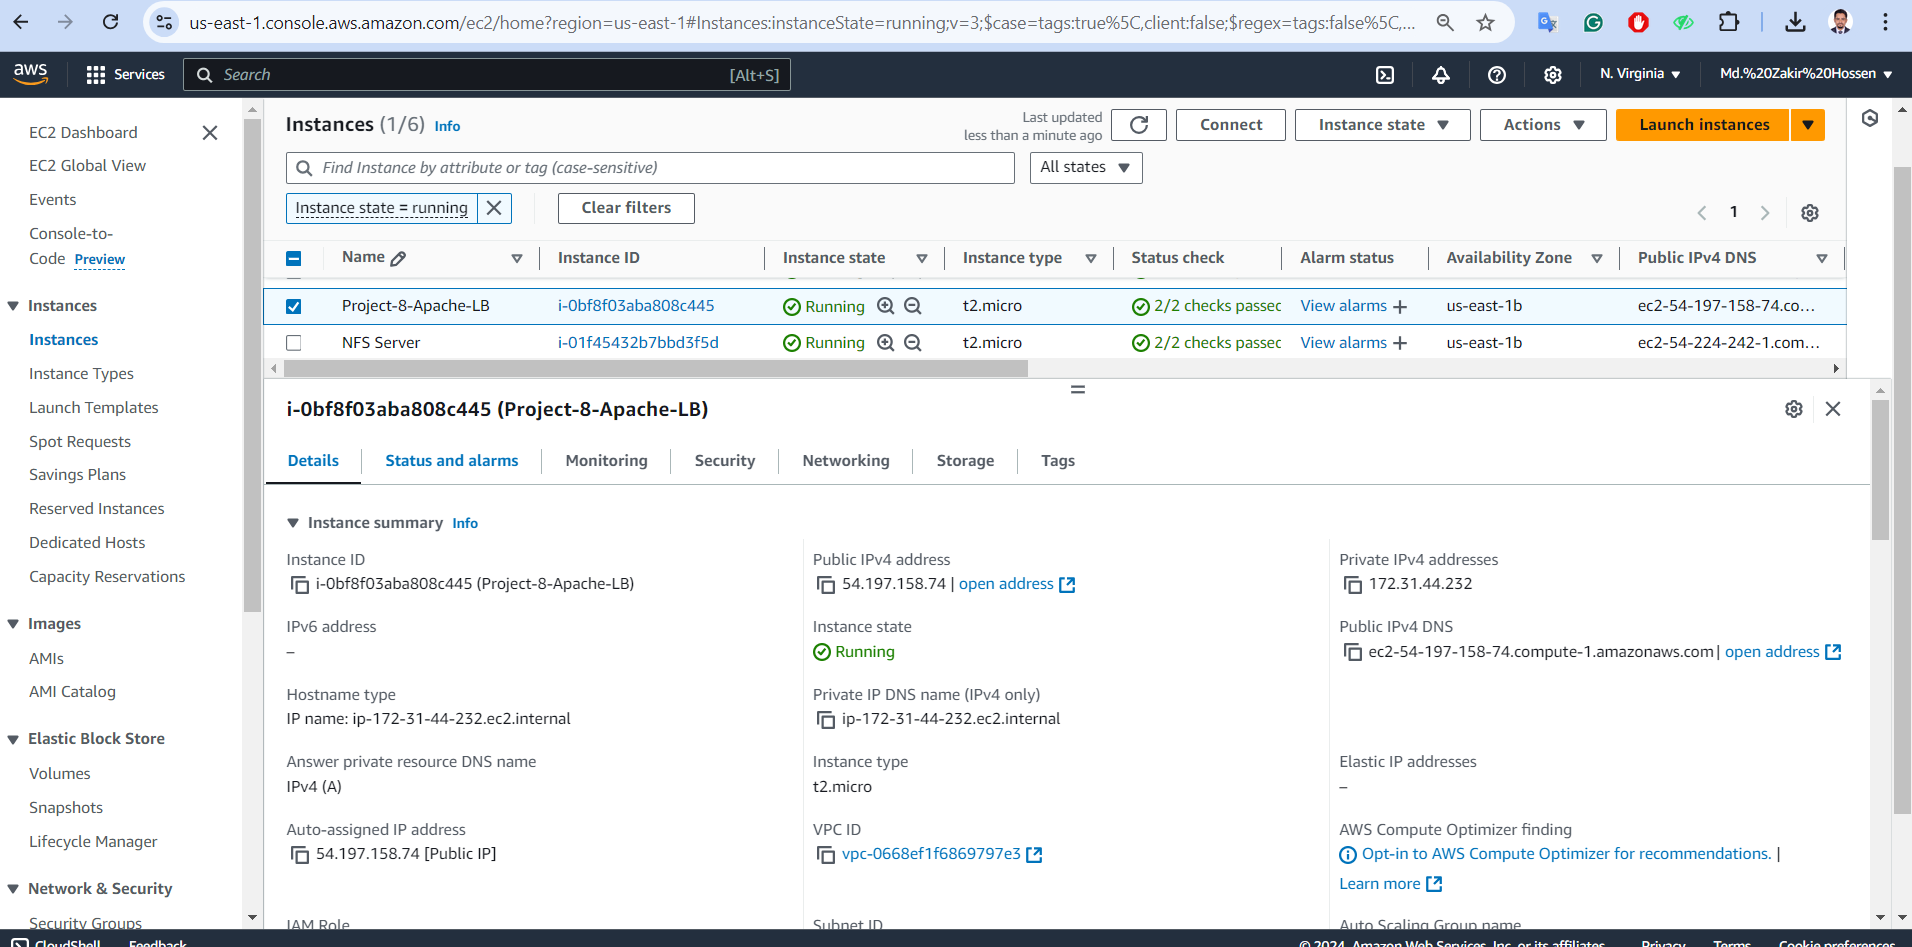 us-east-1.console.aws.amazon.com/ec2/home?region=us-east-1#Instances:instanceState=running;v=3;$case=tags:true%5C,client:false;$regex=tags:false%5C,...
aws
Services
Search
[Alt+S]
N. Virginia
Md.%20Zakir%20Hossen
EC2 Dashboard
EC2 Global View
Events
Console-to-
Code Preview
Instances
Instances
Instance Types
Launch Templates
Spot Requests
Savings Plans
Reserved Instances
Dedicated Hosts
Capacity Reservations
Images
AMIs
AMI Catalog
Elastic Block Store
Volumes
Snapshots
Lifecycle Manager
Network & Security
Security Groups
Instances (1/6) Info
Last updated
less than a minute ago
Connect
Instance state
Actions
Launch instances
Find Instance by attribute or tag (case-sensitive)
All states
Instance state = running
Clear filters
1
Name Instance ID Instance state Instance type Status check Alarm status Availability Zone Public IPv4 DNS
Project-8-Apache-LB i-0bf8f03aba808c445 Running t2.micro 2/2 checks passed View alarms us-east-1b ec2-54-197-158-74.co...
NFS Server i-01f45432b7bbd3f5d Running t2.micro 2/2 checks passed View alarms us-east-1b ec2-54-224-242-1.com...
i-0bf8f03aba808c445 (Project-8-Apache-LB)
Details Status and alarms Monitoring Security Networking Storage Tags
Instance summary Info
Instance ID
i-0bf8f03aba808c445 (Project-8-Apache-LB)
Public IPv4 address
54.197.158.74 | open address
Private IPv4 addresses
172.31.44.232
IPv6 address
–
Instance state
Running
Public IPv4 DNS
ec2-54-197-158-74.compute-1.amazonaws.com | open address
Hostname type
IP name: ip-172-31-44-232.ec2.internal
Private IP DNS name (IPv4 only)
ip-172-31-44-232.ec2.internal
Answer private resource DNS name
IPv4 (A)
Instance type
t2.micro
Elastic IP addresses
–
Auto-assigned IP address
54.197.158.74 [Public IP]
VPC ID
vpc-0668ef1f6869797e3
AWS Compute Optimizer finding
Opt-in to AWS Compute Optimizer for recommendations. |
Learn more
IAM Role
Subnet ID
Auto Scaling Group name
CloudShell
Feedback
© 2024, Amazon Web Services, Inc. or its affiliates.
Privacy
Terms
Cookie preferences